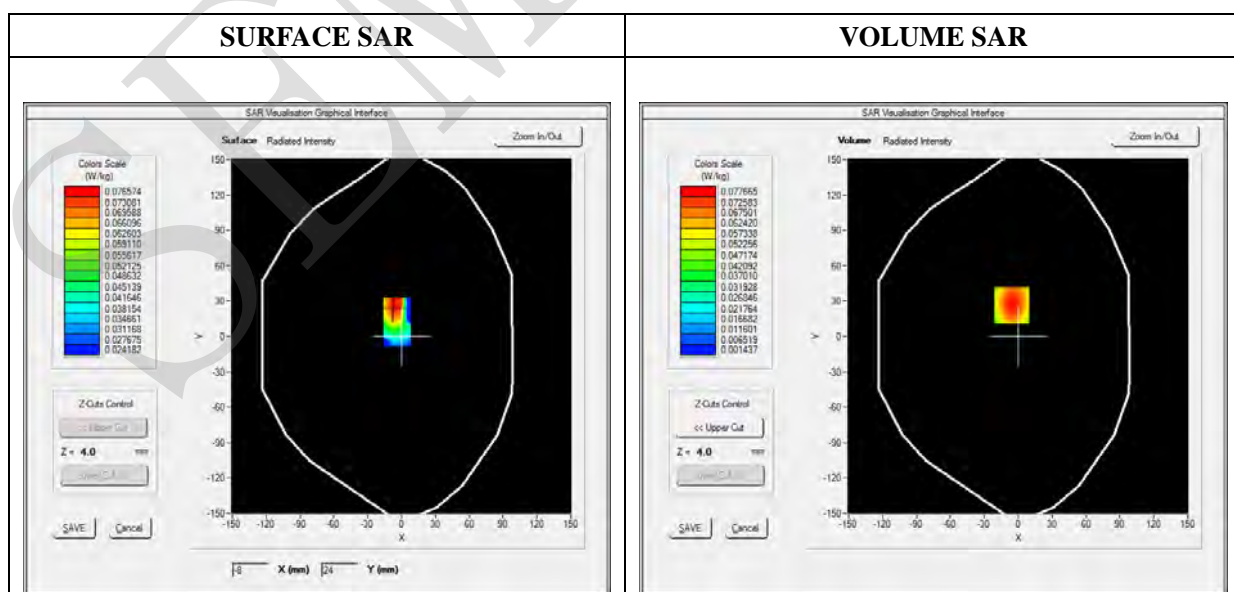 SURFACE SAR
VOLUME SAR
SAR Visualisation Graphical Interface
Surface Radiated Intensity
Zoom In/Out
Colors Scale
(W/kg)
0.076574
0.073081
0.069588
0.066096
0.062603
0.059110
0.055617
0.052125
0.048632
0.045139
0.041646
0.038154
0.034661
0.031168
0.027675
0.024182
Z-Cuts Control
<< Upper Cut
Z = 4.0 mm
SAVE Cancel
150
120
90
60
30
0
-30
-60
-90
-120
-150
Y
-150 -120 -90 -60 -30 0 30 60 90 120 150
X
-8 X (mm) 24 Y (mm)
SAR Visualisation Graphical Interface
Volume Radiated Intensity
Zoom In/Out
Colors Scale
(W/kg)
0.077665
0.072583
0.067501
0.062420
0.057338
0.052256
0.047174
0.042092
0.037010
0.031928
0.026846
0.021764
0.016682
0.011601
0.006519
0.001437
Z-Cuts Control
<< Upper Cut
Z = 4.0 mm
SAVE Cancel
150
120
90
60
30
0
-30
-60
-90
-120
-150
Y
-150 -120 -90 -60 -30 0 30 60 90 120 150
X